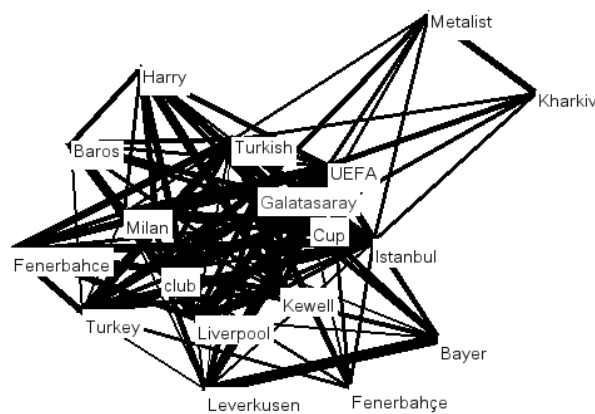 Metalist
Harry
Kharkiv
Baros
Turkish
UEFA
Galatasaray
Milan
Cup
Istanbul
Fenerbahce
club
Kewell
Turkey
Liverpool
Bayer
Leverkusen
Fenerbahçe